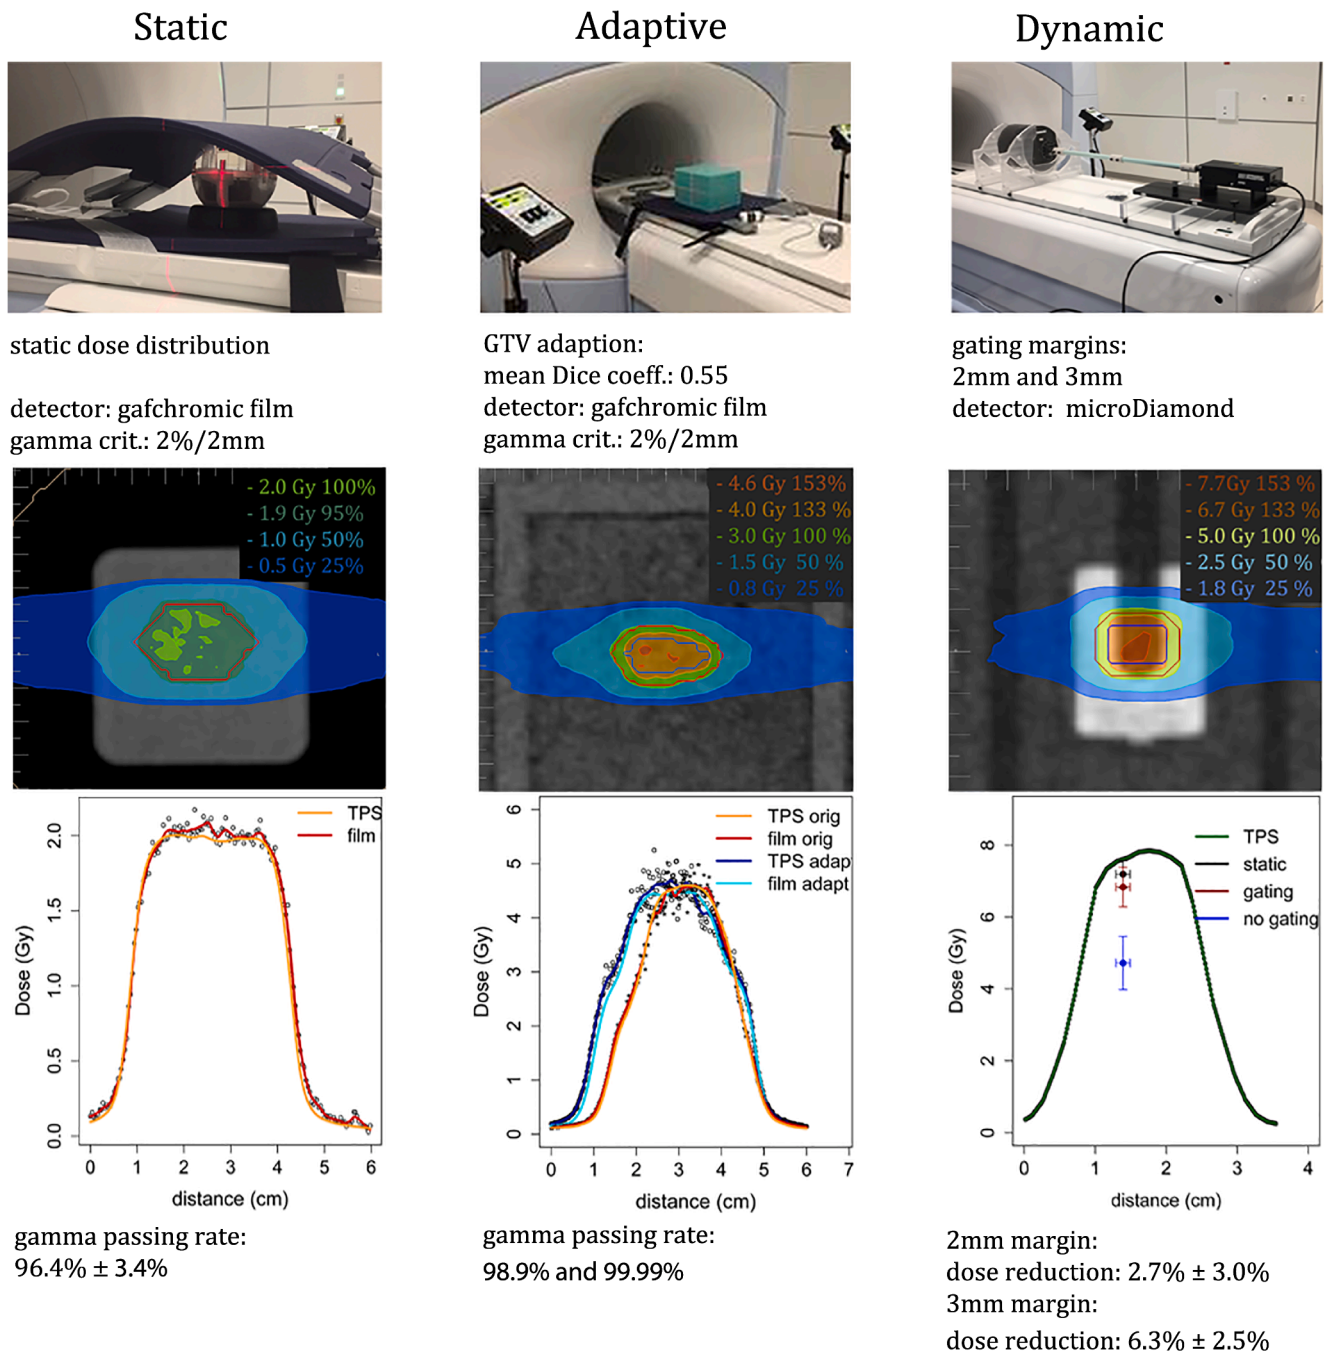 Static
static dose distribution
detector: gafchromic film
gamma crit.: 2%/2mm
- 2.0 Gy 100%
- 1.9 Gy 95%
- 1.0 Gy 50%
- 0.5 Gy 25%
TPS
film
2.0
1.5
1.0
0.5
0.0
Dose (Gy)
0 1 2 3 4 5 6
distance (cm)
gamma passing rate:
96.4% ± 3.4%
Adaptive
GTV adaption:
mean Dice coeff.: 0.55
detector: gafchromic film
gamma crit.: 2%/2mm
- 4.6 Gy 153%
- 4.0 Gy 133 %
- 3.0 Gy 100 %
- 1.5 Gy 50 %
- 0.8 Gy 25 %
TPS orig
film orig
TPS adap
film adapt
6
5
4
3
2
1
0
Dose (Gy)
0 1 2 3 4 5 6 7
distance (cm)
gamma passing rate:
98.9% and 99.99%
Dynamic
gating margins:
2mm and 3mm
detector: microDiamond
- 7.7Gy 153 %
- 6.7 Gy 133 %
- 5.0 Gy 100 %
- 2.5 Gy 50 %
- 1.8 Gy 25 %
TPS
static
gating
no gating
8
6
4
2
0
Dose (Gy)
0 1 2 3 4
distance (cm)
2mm margin:
dose reduction: 2.7% ± 3.0%
3mm margin:
dose reduction: 6.3% ± 2.5%